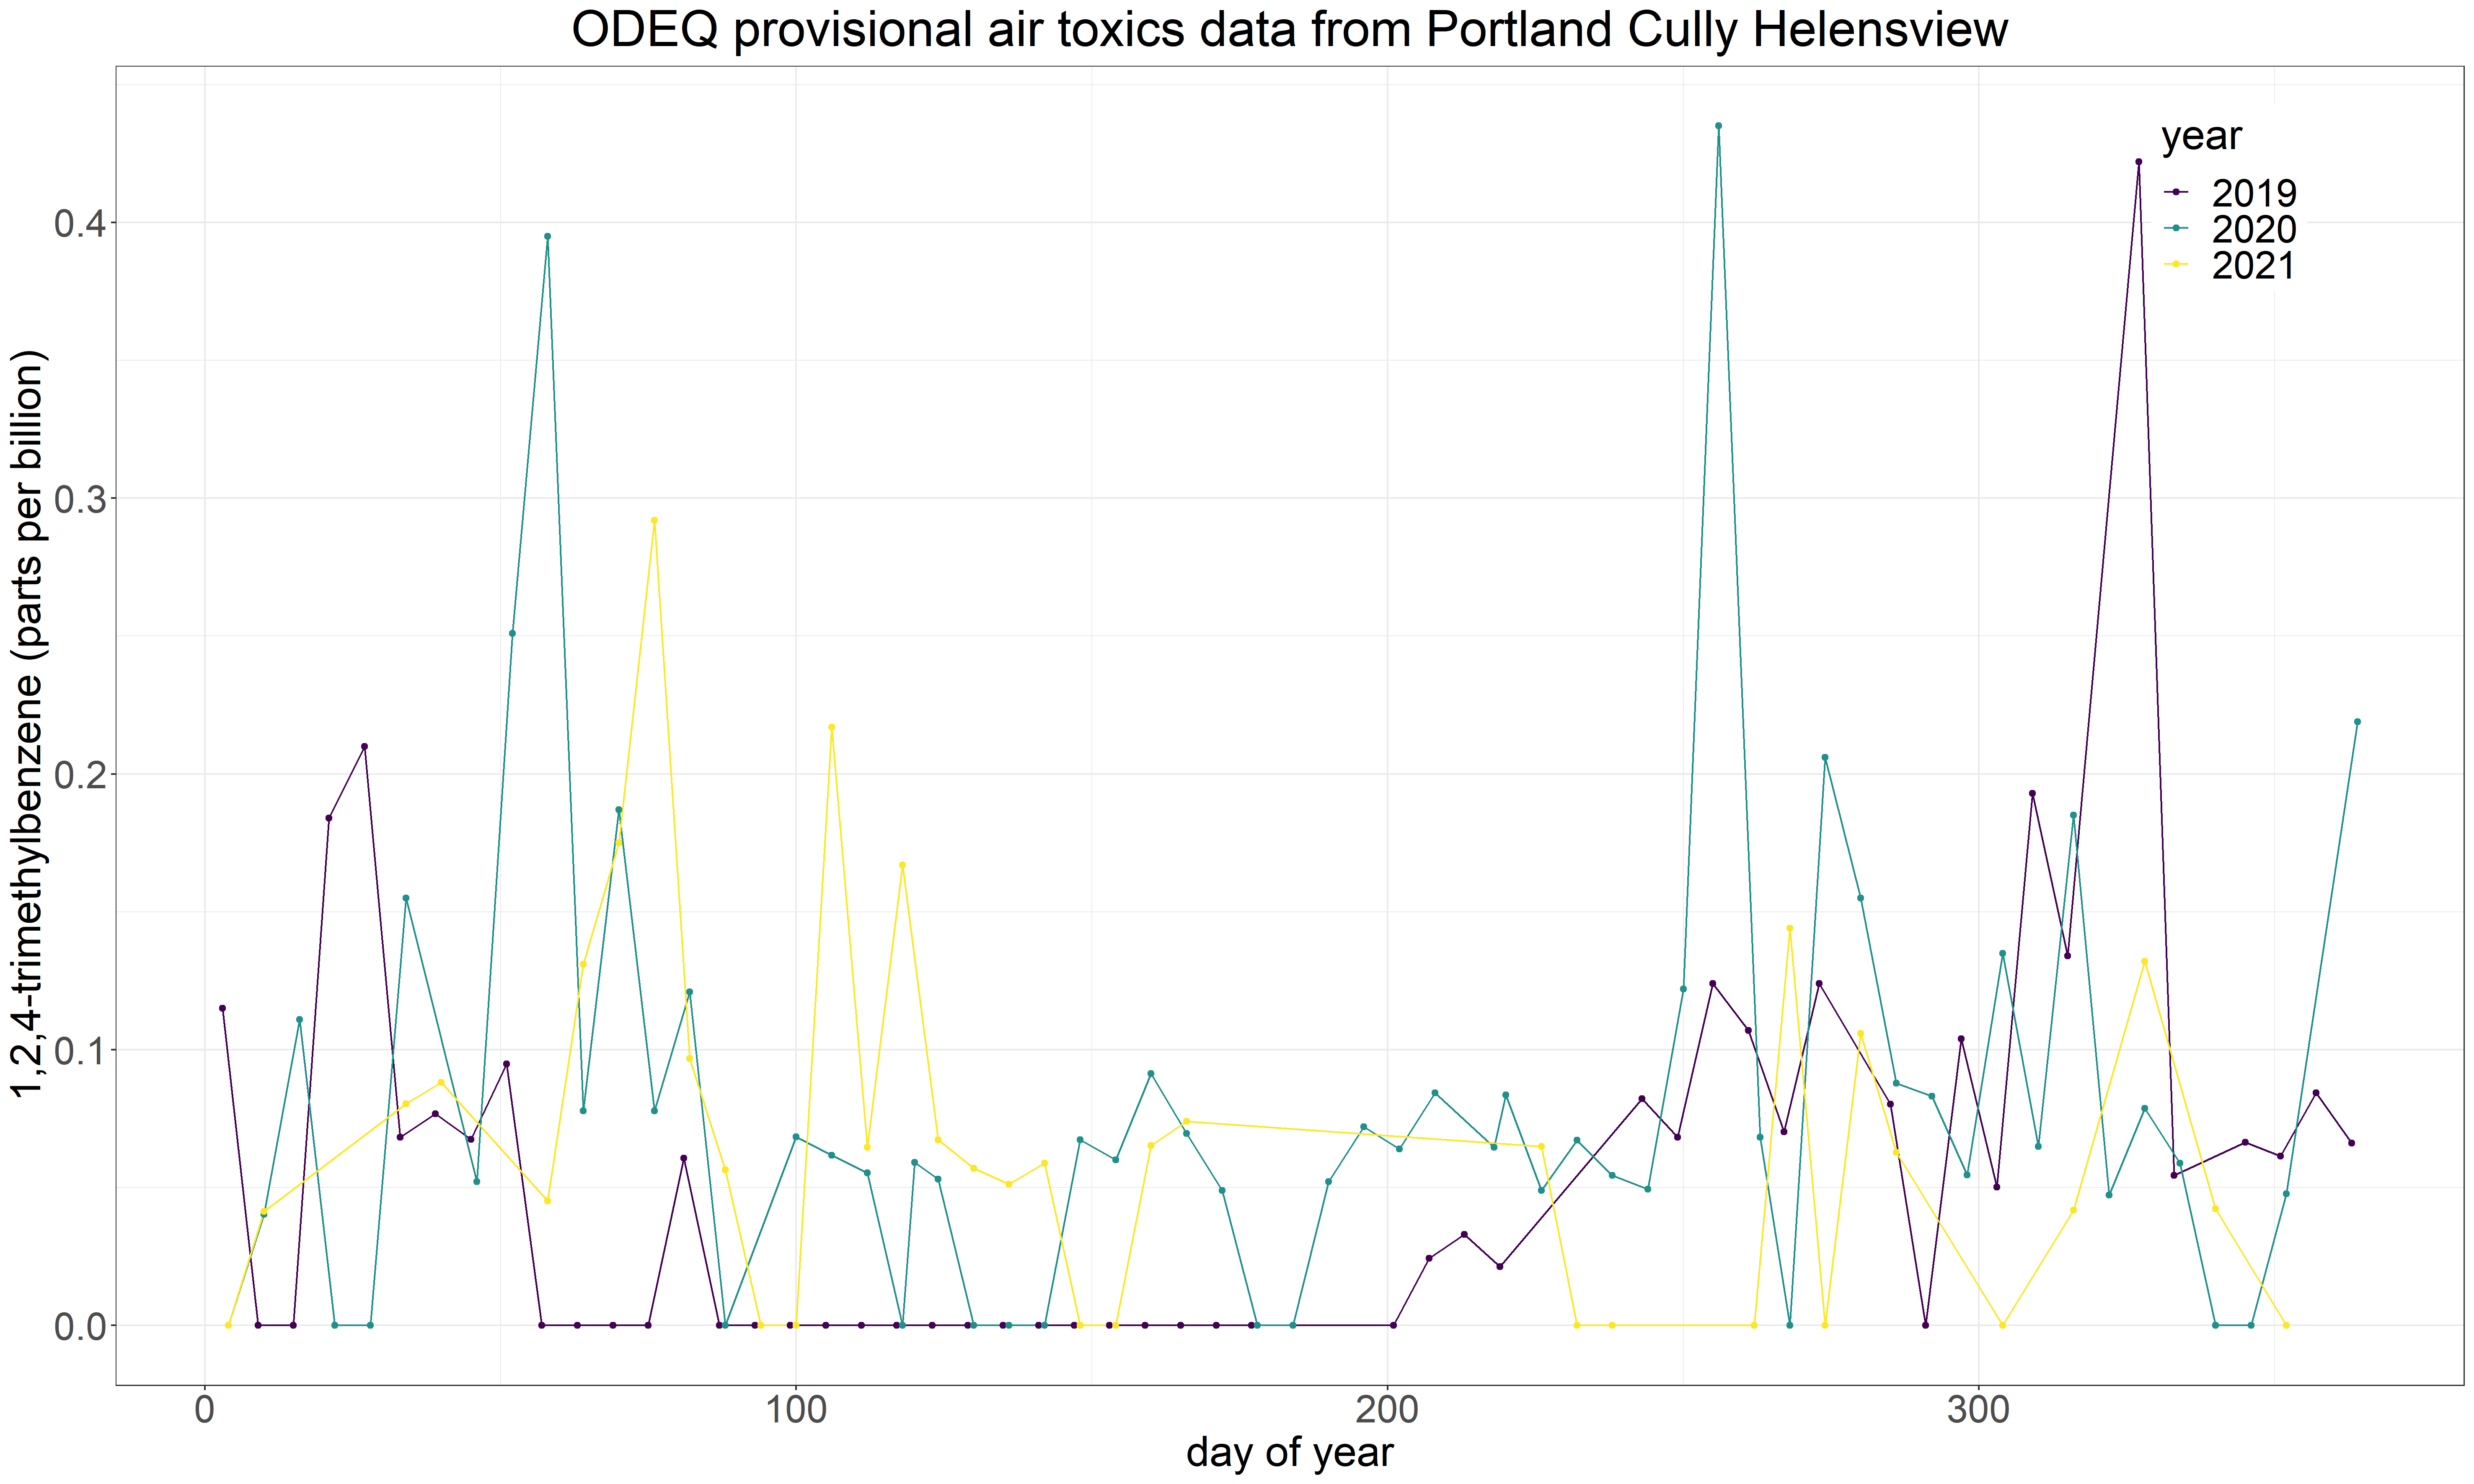 ODEQ provisional air toxics data from Portland Cully Helensview
1,2,4-trimethylbenzene (parts per billion)
0.4
0.3
0.2
0.1
0.0
year
2019
2020
2021
0 100 200 300
day of year